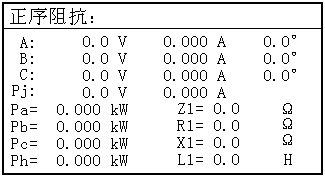 正序阻抗:
A: 0.0 V 0.000 A 0.0°
B: 0.0 V 0.000 A 0.0°
C: 0.0 V 0.000 A 0.0°
Pj: 0.0 V 0.000 A
Pa= 0.000 kW Z1= 0.0 Ω
Pb= 0.000 kW R1= 0.0 Ω
Pc= 0.000 kW X1= 0.0 Ω
Ph= 0.000 kW L1= 0.0 H